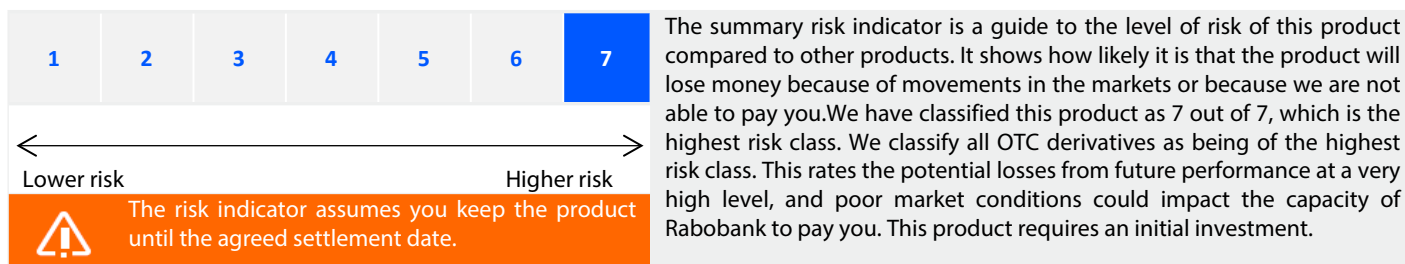 1 2 3 4 5 6 7
Lower risk Higher risk
The risk indicator assumes you keep the product
until the agreed settlement date.
The summary risk indicator is a guide to the level of risk of this product
compared to other products. It shows how likely it is that the product will
lose money because of movements in the markets or because we are not
able to pay you.We have classified this product as 7 out of 7, which is the
highest risk class. We classify all OTC derivatives as being of the highest
risk class. This rates the potential losses from future performance at a very
high level, and poor market conditions could impact the capacity of
Rabobank to pay you. This product requires an initial investment.